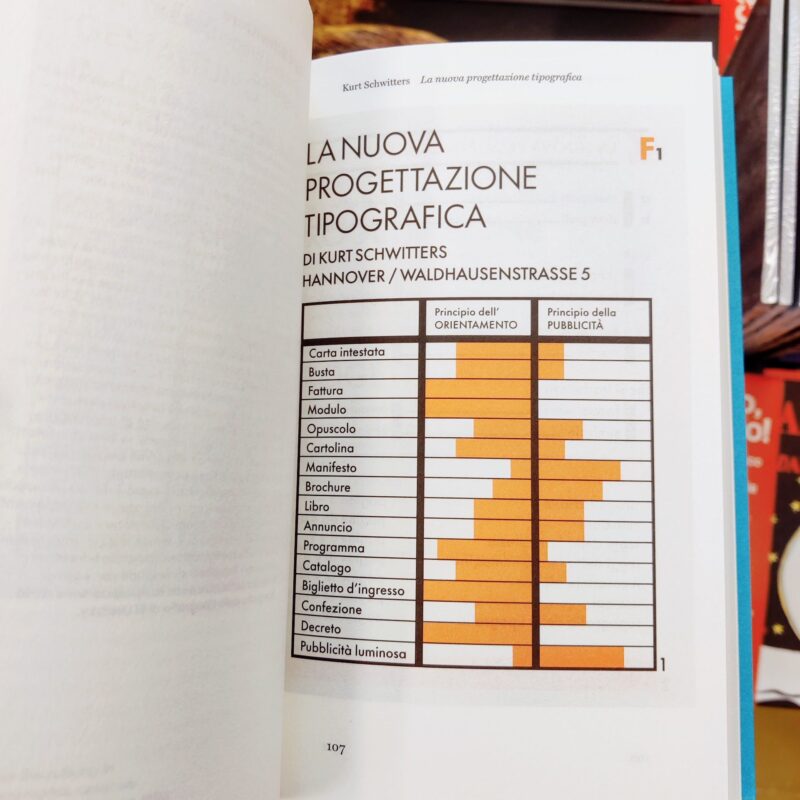 Kurt Schwitters La nuova progettazione tipografica
LA NUOVA
PROGETTAZIONE
TIPOGRAFICA
F1
DI KURT SCHWITTERS
HANNOVER / WALDHAUSENSTRASSE 5
Principio dell'
ORIENTAMENTO
Principio della
PUBBLICITÀ
Carta intestata
Busta
Fattura
Modulo
Opuscolo
Cartolina
Manifesto
Brochure
Libro
Annuncio
Programma
Catalogo
Biglietto d'ingresso
Confezione
Decreto
Pubblicità luminosa
1
107